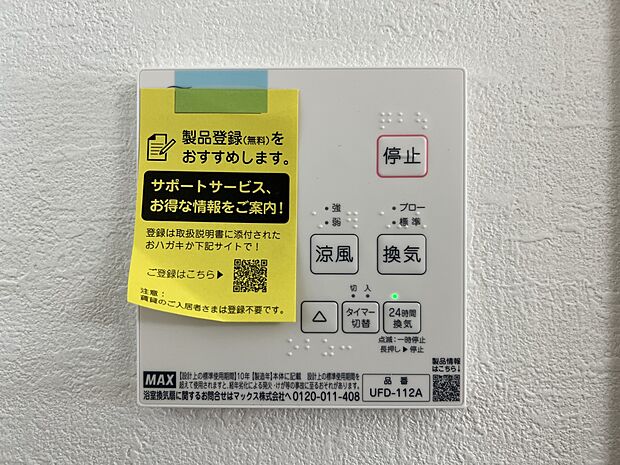 製品登録(無料)を
おすすめします。
サポートサービス、
お得な情報をご案内!
登録は取扱説明書に添付された
おハガキか下記サイトで!
ご登録はこちら▶
注意:
賃貸のご入居者さまは登録不要です。
停止
• 強
• 弱
• ブロー
• 標準
涼風
換気
切 入
△
タイマー
切替
24時間
換気
点滅:一時停止
長押し▶停止
製品情報
はこちら↓
MAX
【設計上の標準使用期間】10年【製造年】本体に記載 設計上の標準使用期間を
超えて使用されますと、経年劣化による発火・けが等の事故に至るおそれがあります。
浴室換気扇に関するお問合せはマックス株式会社へ 0120-011-408
品番
UFD-112A